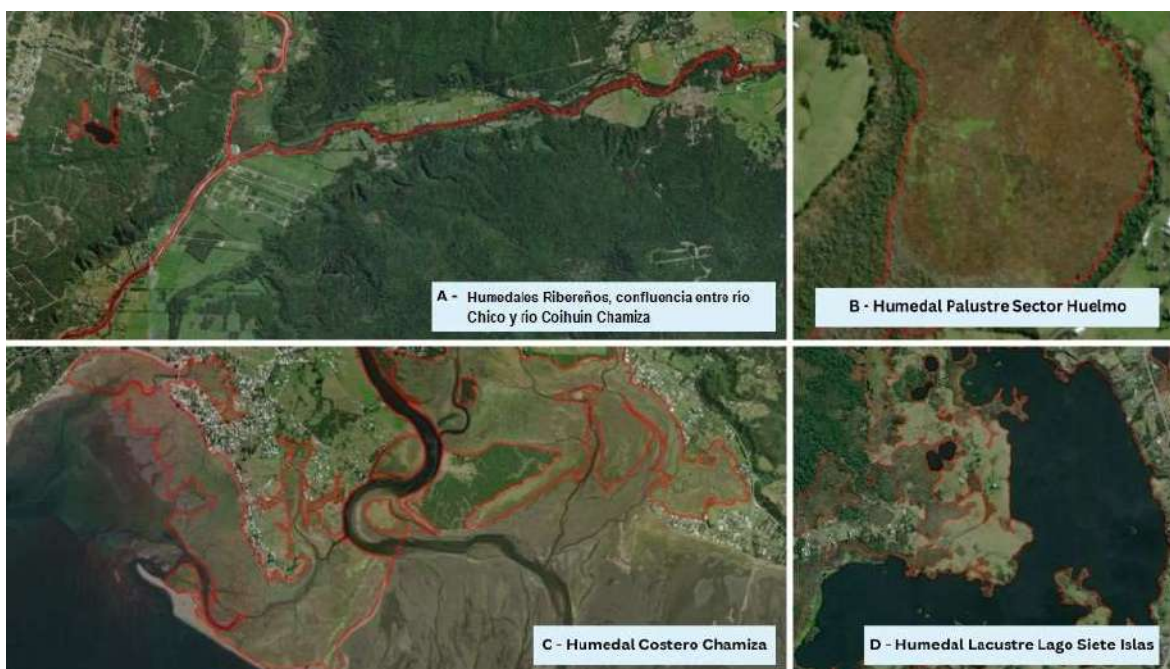 A - Humedales Ribereños, confluencia entre río
Chico y río Coihuin Chamiza
B - Humedal Palustre Sector Huelmo
C - Humedal Costero Chamiza
D - Humedal Lacustre Lago Siete Islas